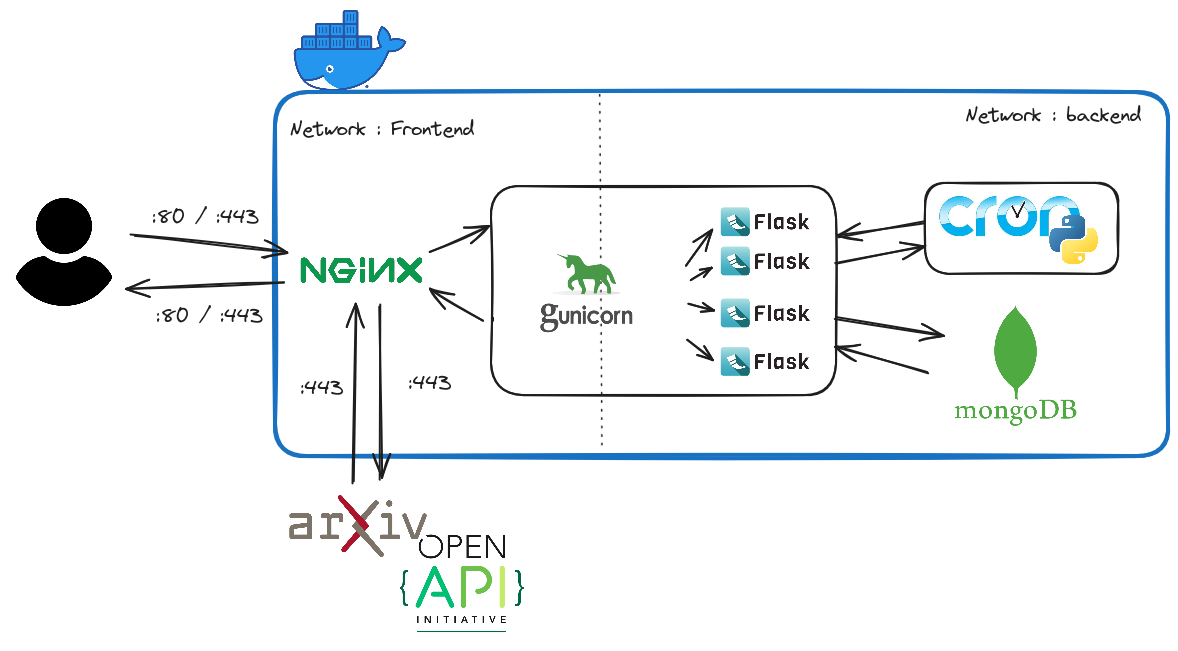 Network : Frontend
Network : backend
:80 / :443
:80 / :443
NGINX
gunicorn
Flask
Flask
Flask
Flask
cron
mongoDB
:443
:443
arXiv
OPEN
{API}
INITIATIVE